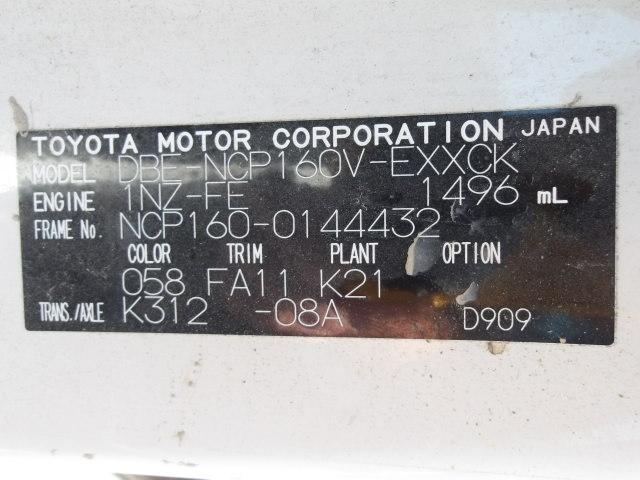 TOYOTA MOTOR CORPORATION JAPAN
MODEL DBE-NCP160V-EXXCK
ENGINE 1NZ-FE 1496 mL
FRAME No. NCP160-0144432
COLOR TRIM PLANT OPTION
058 FA11 K21
TRANS./AXLE K312 -08A D909